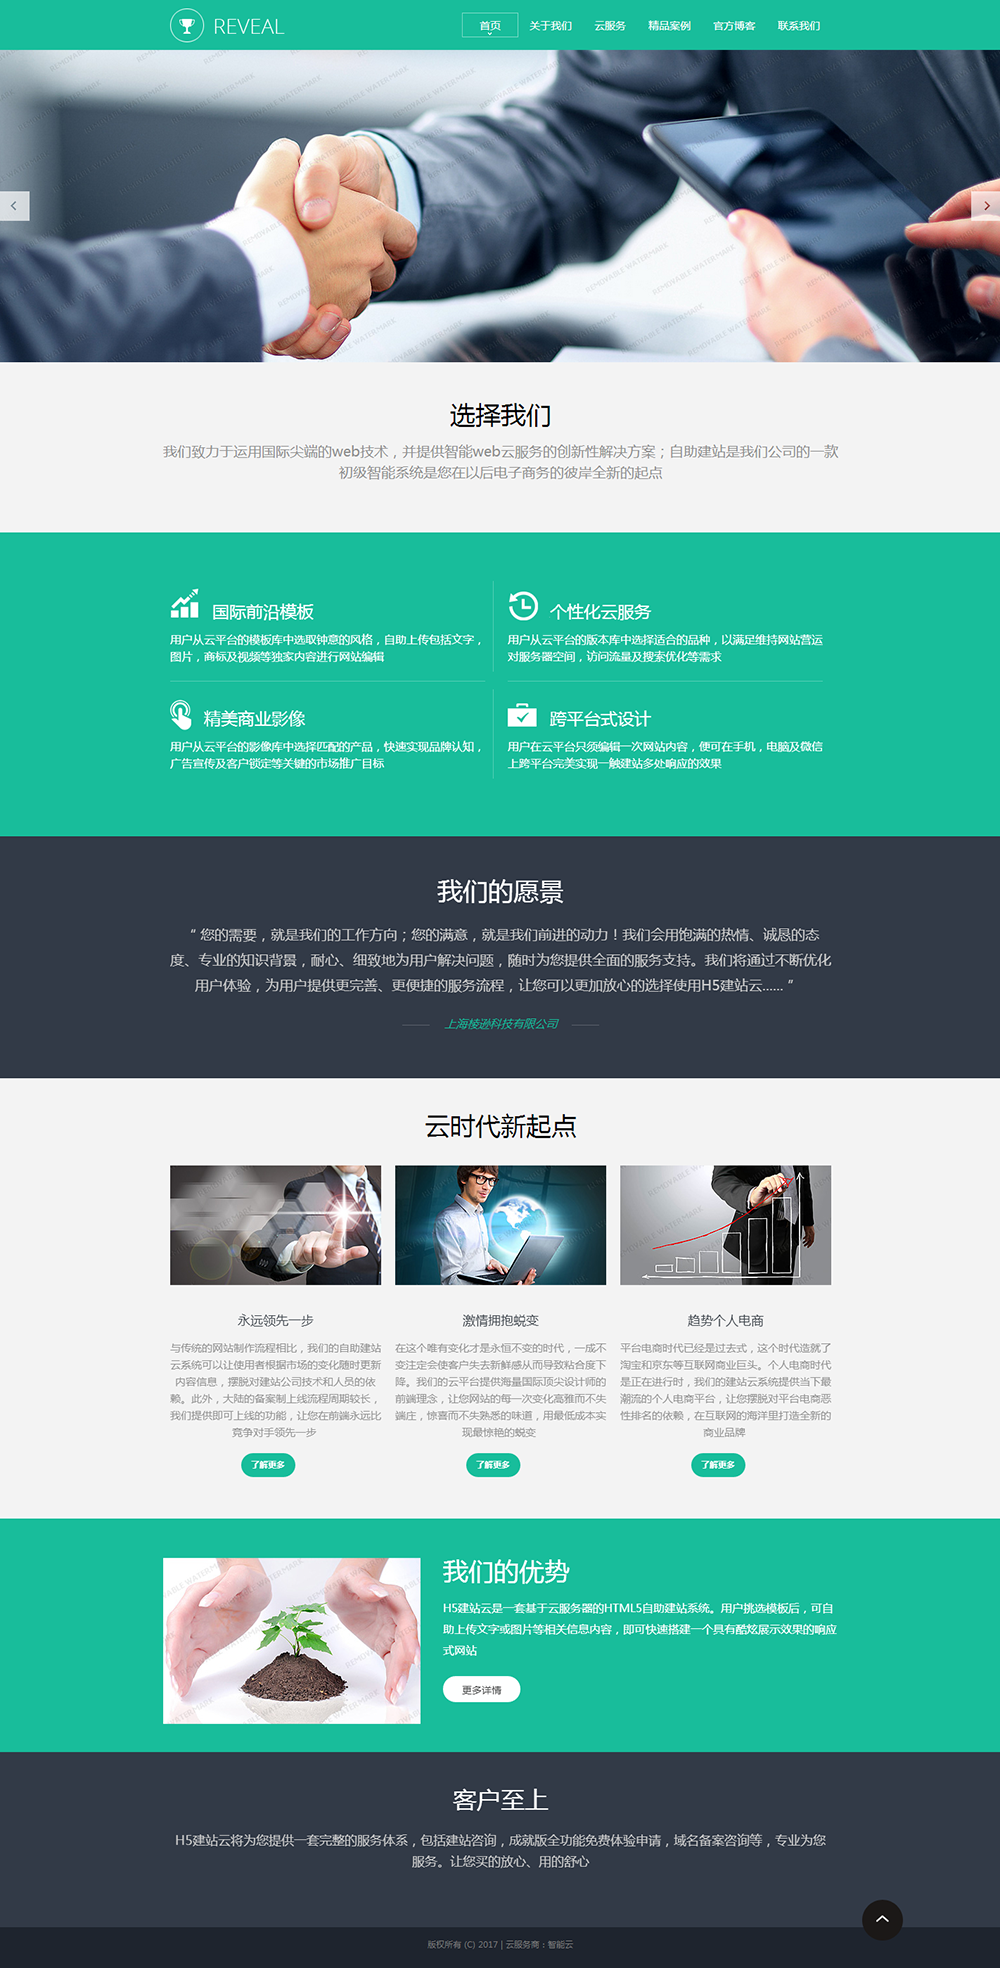 REVEAL
首页 关于我们 云服务 精品案例 官方博客 联系我们
选择我们
我们致力于运用国际尖端的web技术，并提供智能web云服务的创新性解决方案；自助建站是我们公司的一款
初级智能系统是您在以后电子商务的彼岸全新的起点
国际前沿模板
用户从云平台的模板库中选取钟意的风格，自助上传包括文字，
图片，商标及视频等独家内容进行网站编辑
个性化云服务
用户从云平台的版本库中选择适合的品种，以满足维持网站营运
对服务器空间，访问流量及搜索优化等需求
精美商业影像
用户从云平台的影像库中选择匹配的产品，快速实现品牌认知，
广告宣传及客户锁定等关键的市场推广目标
跨平台式设计
用户在云平台只须编辑一次网站内容，便可在手机，电脑及微信
上跨平台完美实现一触建站多处响应的效果
我们的愿景
“ 您的需要，就是我们的工作方向；您的满意，就是我们前进的动力！我们会用饱满的热情、诚恳的态
度、专业的知识背景，耐心、细致地为用户解决问题，随时为您提供全面的服务支持。我们将通过不断优化
用户体验，为用户提供更完善、更便捷的服务流程，让您可以更加放心的选择使用H5建站云...... ”
上海棱逊科技有限公司
云时代新起点
永远领先一步
与传统的网站制作流程相比，我们的自助建站
云系统可以让使用者根据市场的变化随时更新
内容信息，摆脱对建站公司技术和人员的依
赖。此外，大陆的备案制上线流程周期较长，
我们提供即可上线的功能，让您在前端永远比
竞争对手领先一步
了解更多
激情拥抱蜕变
在这个唯有变化才是永恒不变的时代，一成不
变注定会使客户失去新鲜感从而导致粘合度下
降。我们的云平台提供海量国际顶尖设计师的
前端理念，让您网站的每一次变化高雅而不失
端庄，惊喜而不失熟悉的味道，用最低成本实
现最惊艳的蜕变
了解更多
趋势个人电商
平台电商时代已经是过去式，这个时代造就了
淘宝和京东等互联网商业巨头。个人电商时代
是正在进行时，我们的建站云系统提供当下最
潮流的个人电商平台，让您摆脱对平台电商恶
性排名的依赖，在互联网的海洋里打造全新的
商业品牌
了解更多
我们的优势
H5建站云是一套基于云服务器的HTML5自助建站系统。用户挑选模板后，可自
助上传文字或图片等相关信息内容，即可快速搭建一个具有酷炫展示效果的响应
式网站
更多详情
客户至上
H5建站云将为您提供一套完整的服务体系，包括建站咨询，成就版全功能免费体验申请，域名备案咨询等，专业为您
服务。让您买的放心、用的舒心
版权所有 (C) 2017 | 云服务商：智能云